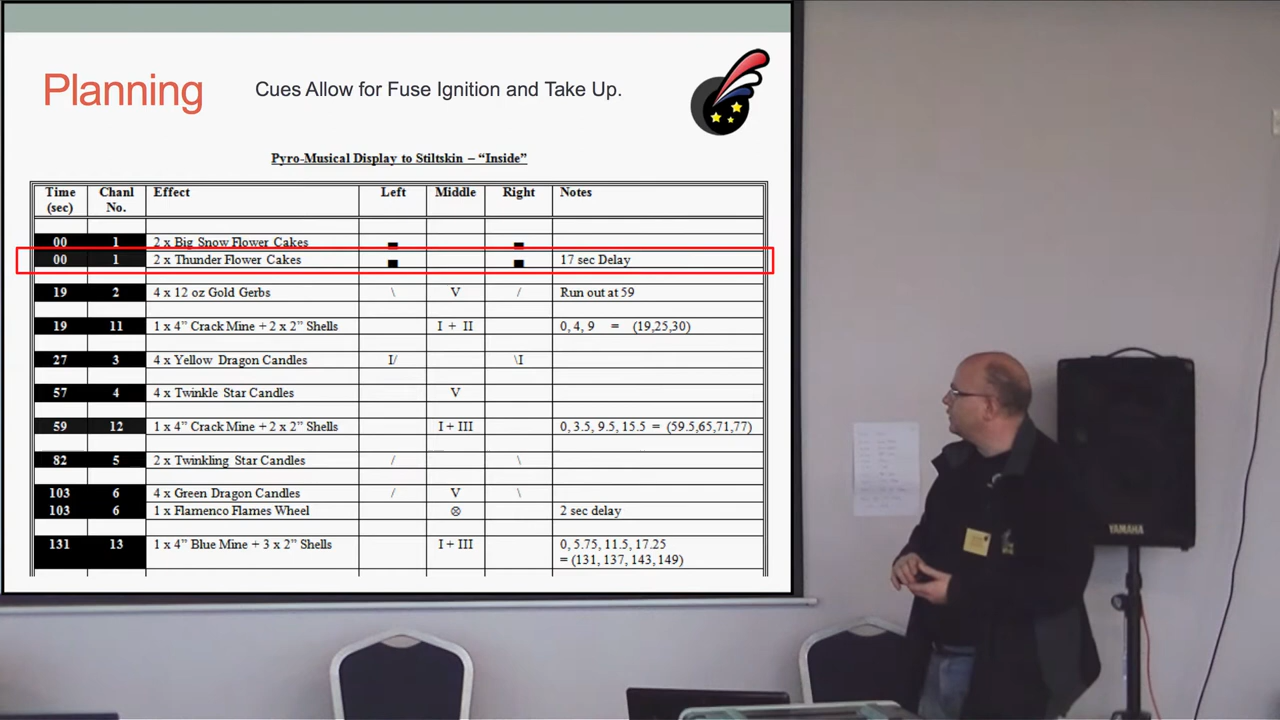 Planning
Cues Allow for Fuse Ignition and Take Up.
Pyro-Musical Display to Stiltskin – “Inside”
Time (sec) Chanl No. Effect Left Middle Right Notes
00 1 2 x Big Snow Flower Cakes ▄ ▄
00 1 2 x Thunder Flower Cakes ▄ ▄ 17 sec Delay
19 2 4 x 12 oz Gold Gerbs \ V / Run out at 59
19 11 1 x 4” Crack Mine + 2 x 2” Shells I + II 0, 4, 9 = (19,25,30)
27 3 4 x Yellow Dragon Candles I/ \I
57 4 4 x Twinkle Star Candles V
59 12 1 x 4” Crack Mine + 2 x 2” Shells I + III 0, 3.5, 9.5, 15.5 = (59.5,65,71,77)
82 5 2 x Twinkling Star Candles / \
103 6 4 x Green Dragon Candles / V \
103 6 1 x Flamenco Flames Wheel ⊗ 2 sec delay
131 13 1 x 4” Blue Mine + 3 x 2” Shells I + III 0, 5.75, 11.5, 17.25
= (131, 137, 143, 149)
YAMAHA